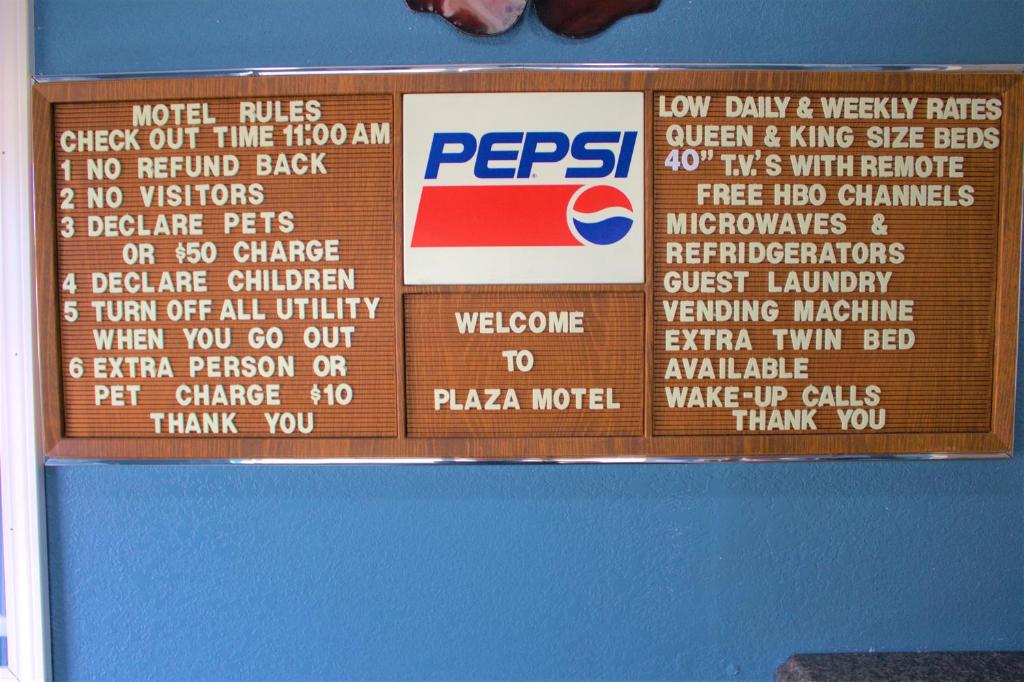 MOTEL RULES
CHECK OUT TIME 11:00 AM
1 NO REFUND BACK
2 NO VISITORS
3 DECLARE PETS
OR $50 CHARGE
4 DECLARE CHILDREN
5 TURN OFF ALL UTILITY
WHEN YOU GO OUT
6 EXTRA PERSON OR
PET CHARGE $10
THANK YOU
PEPSI
WELCOME
TO
PLAZA MOTEL
LOW DAILY & WEEKLY RATES
QUEEN & KING SIZE BEDS
40" T.V.'S WITH REMOTE
FREE HBO CHANNELS
MICROWAVES &
REFRIDGERATORS
GUEST LAUNDRY
VENDING MACHINE
EXTRA TWIN BED
AVAILABLE
WAKE-UP CALLS
THANK YOU